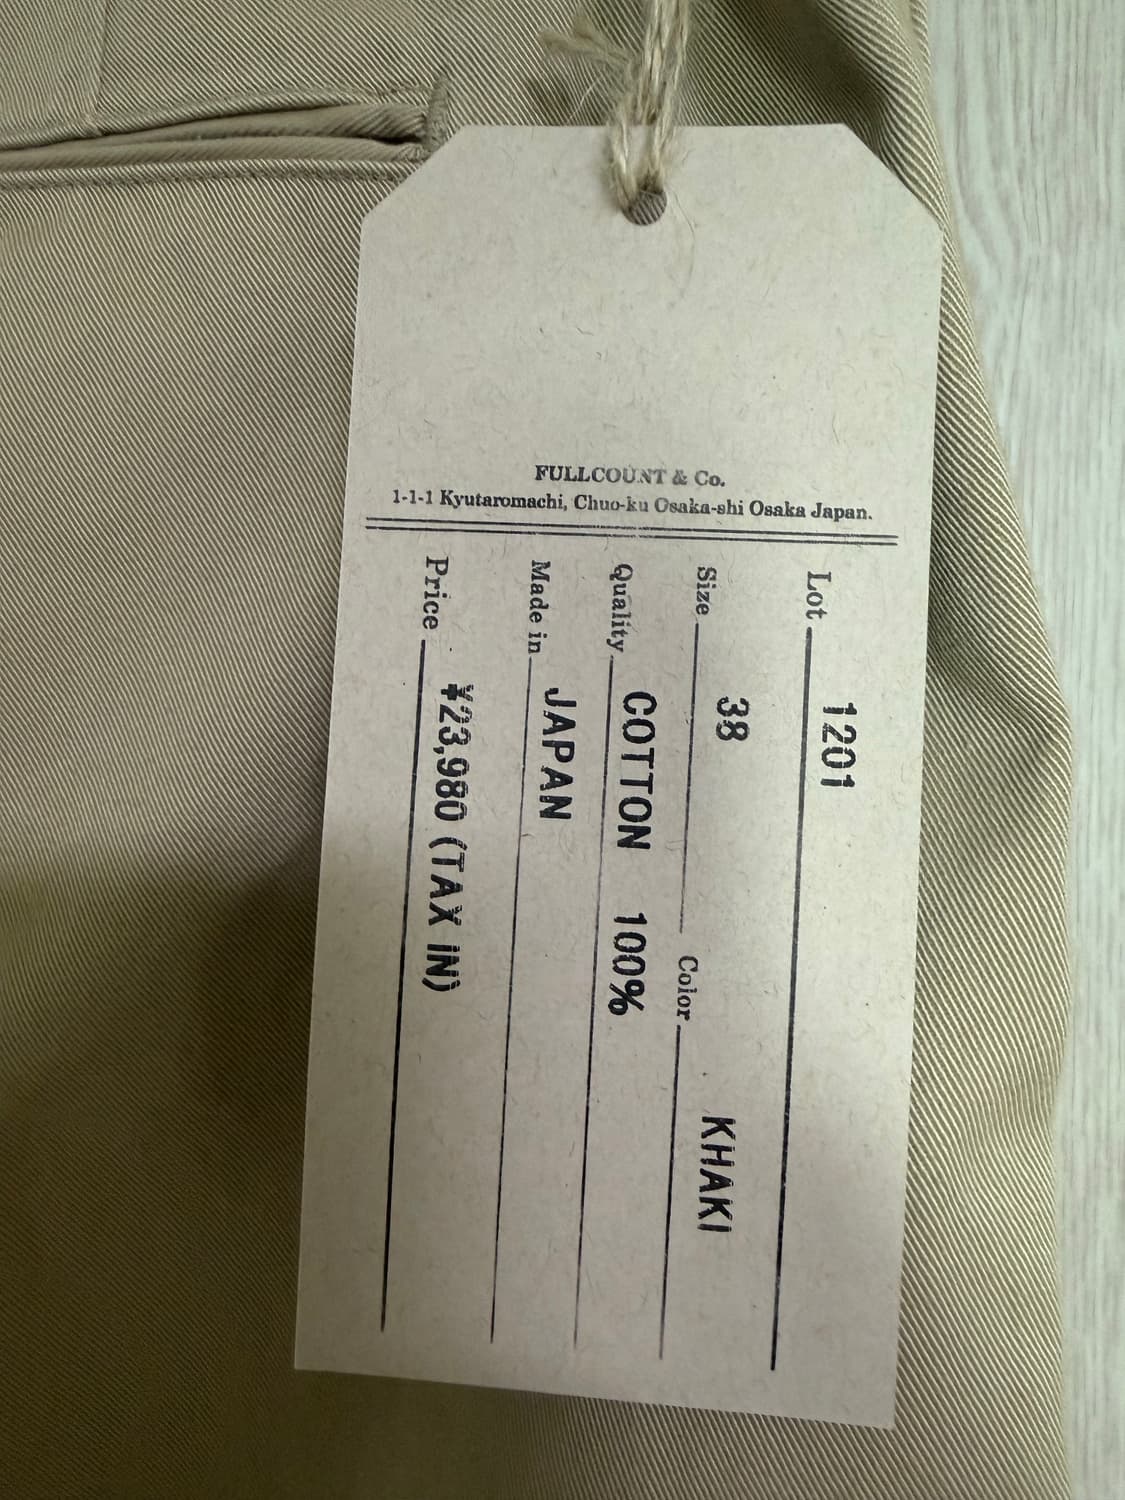 FULLCOUNT & Co.
1-1-1 Kyutaromachi, Chuo-ku Osaka-shi Osaka Japan.
Lot 1201
Size 38 Color KHAKI
Quality COTTON 100%
Made in JAPAN
Price ¥23,980 (TAX IN)